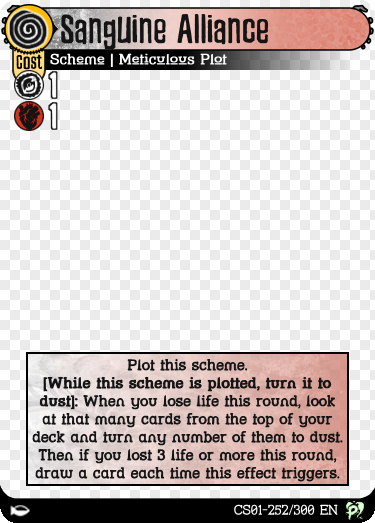 Sanguine Alliance
Cost
Scheme | Meticulous Plot
1
1
Plot this scheme.
[While this scheme is plotted, turn it to
dust]: When you lose life this round, look
at that many cards from the top of your
deck and turn any number of them to dust.
Then if you lost 3 life or more this round,
draw a card each time this effect triggers.
CS01-252/300 EN